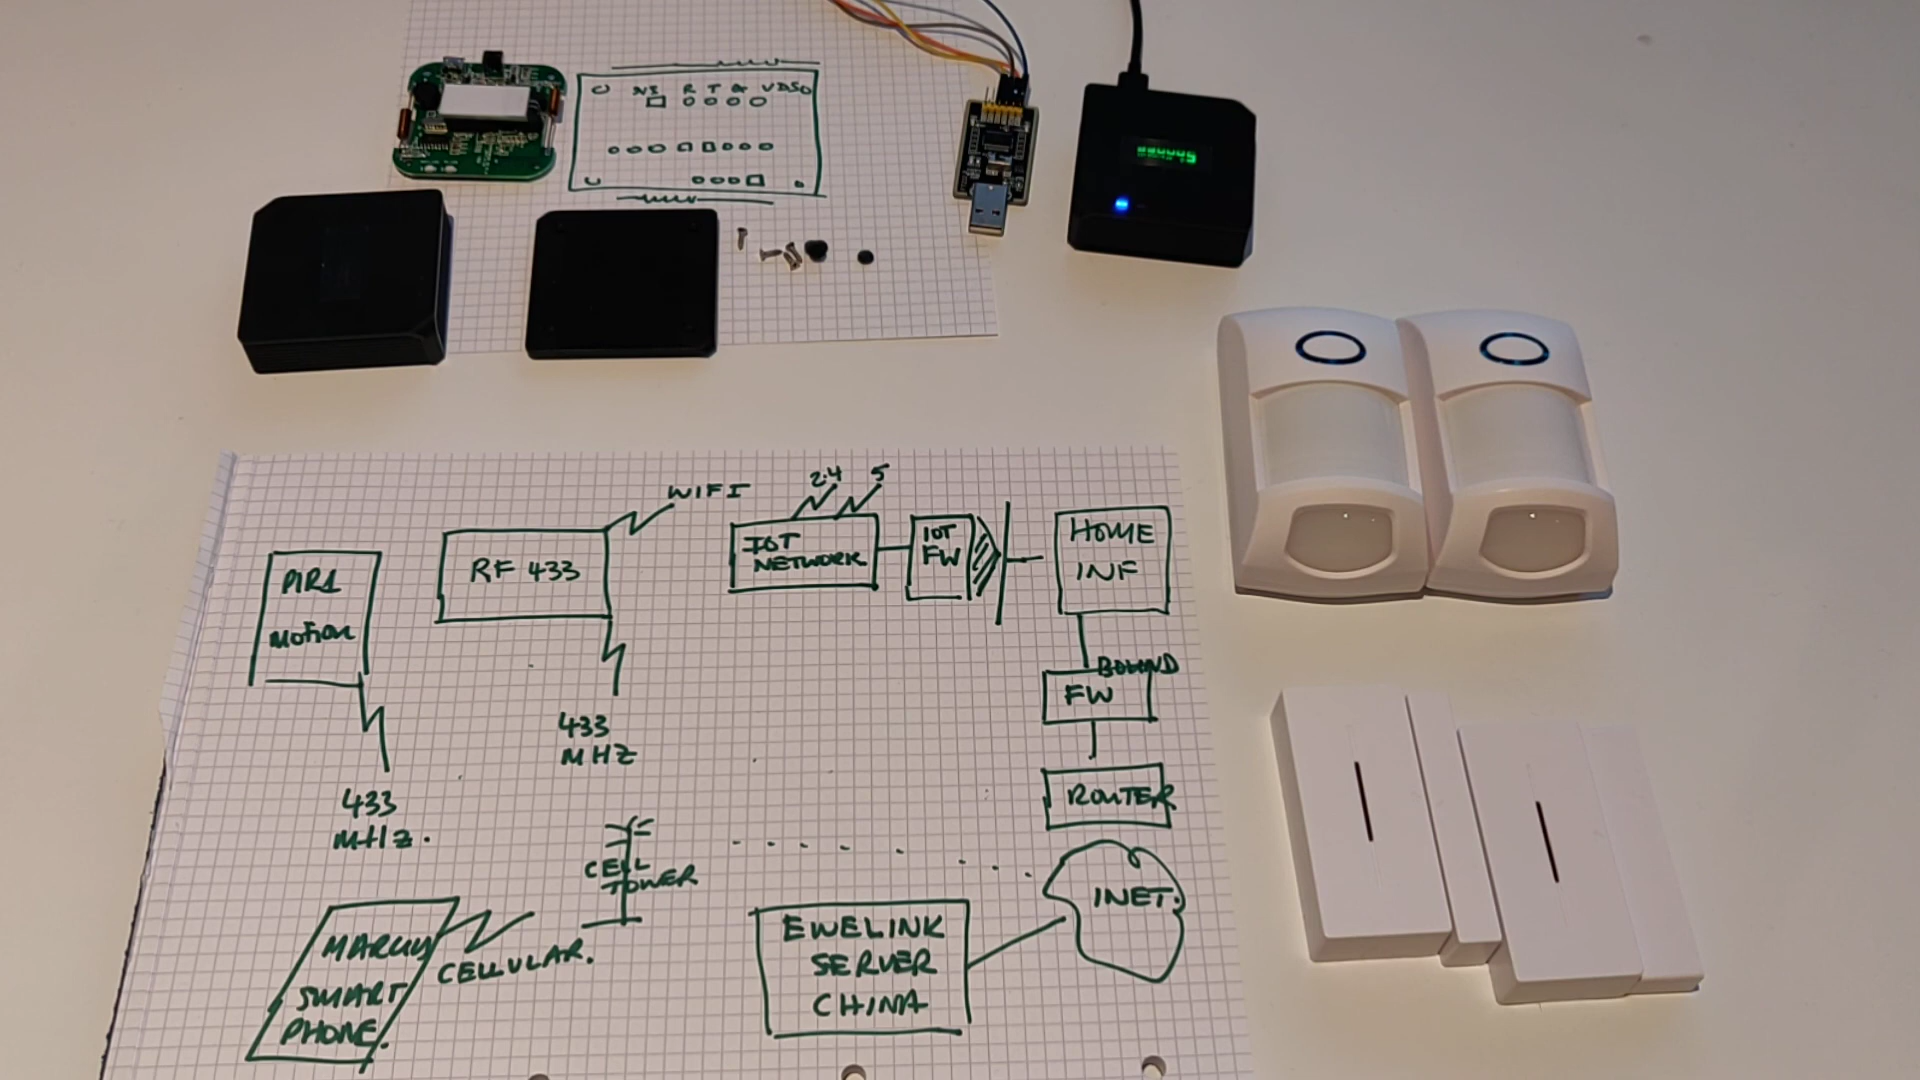 R T G V
WIFI
2.4 5
PIR1
MOTION
RF 433
IOT
NETWORK
IOT
FW
HOME
INF
BOUND
FW
433
MHZ
433
MHZ.
ROUTER
CELL
TOWER
INET.
MARCUS
SMART
PHONE.
CELLULAR.
EWELINK
SERVER
CHINA